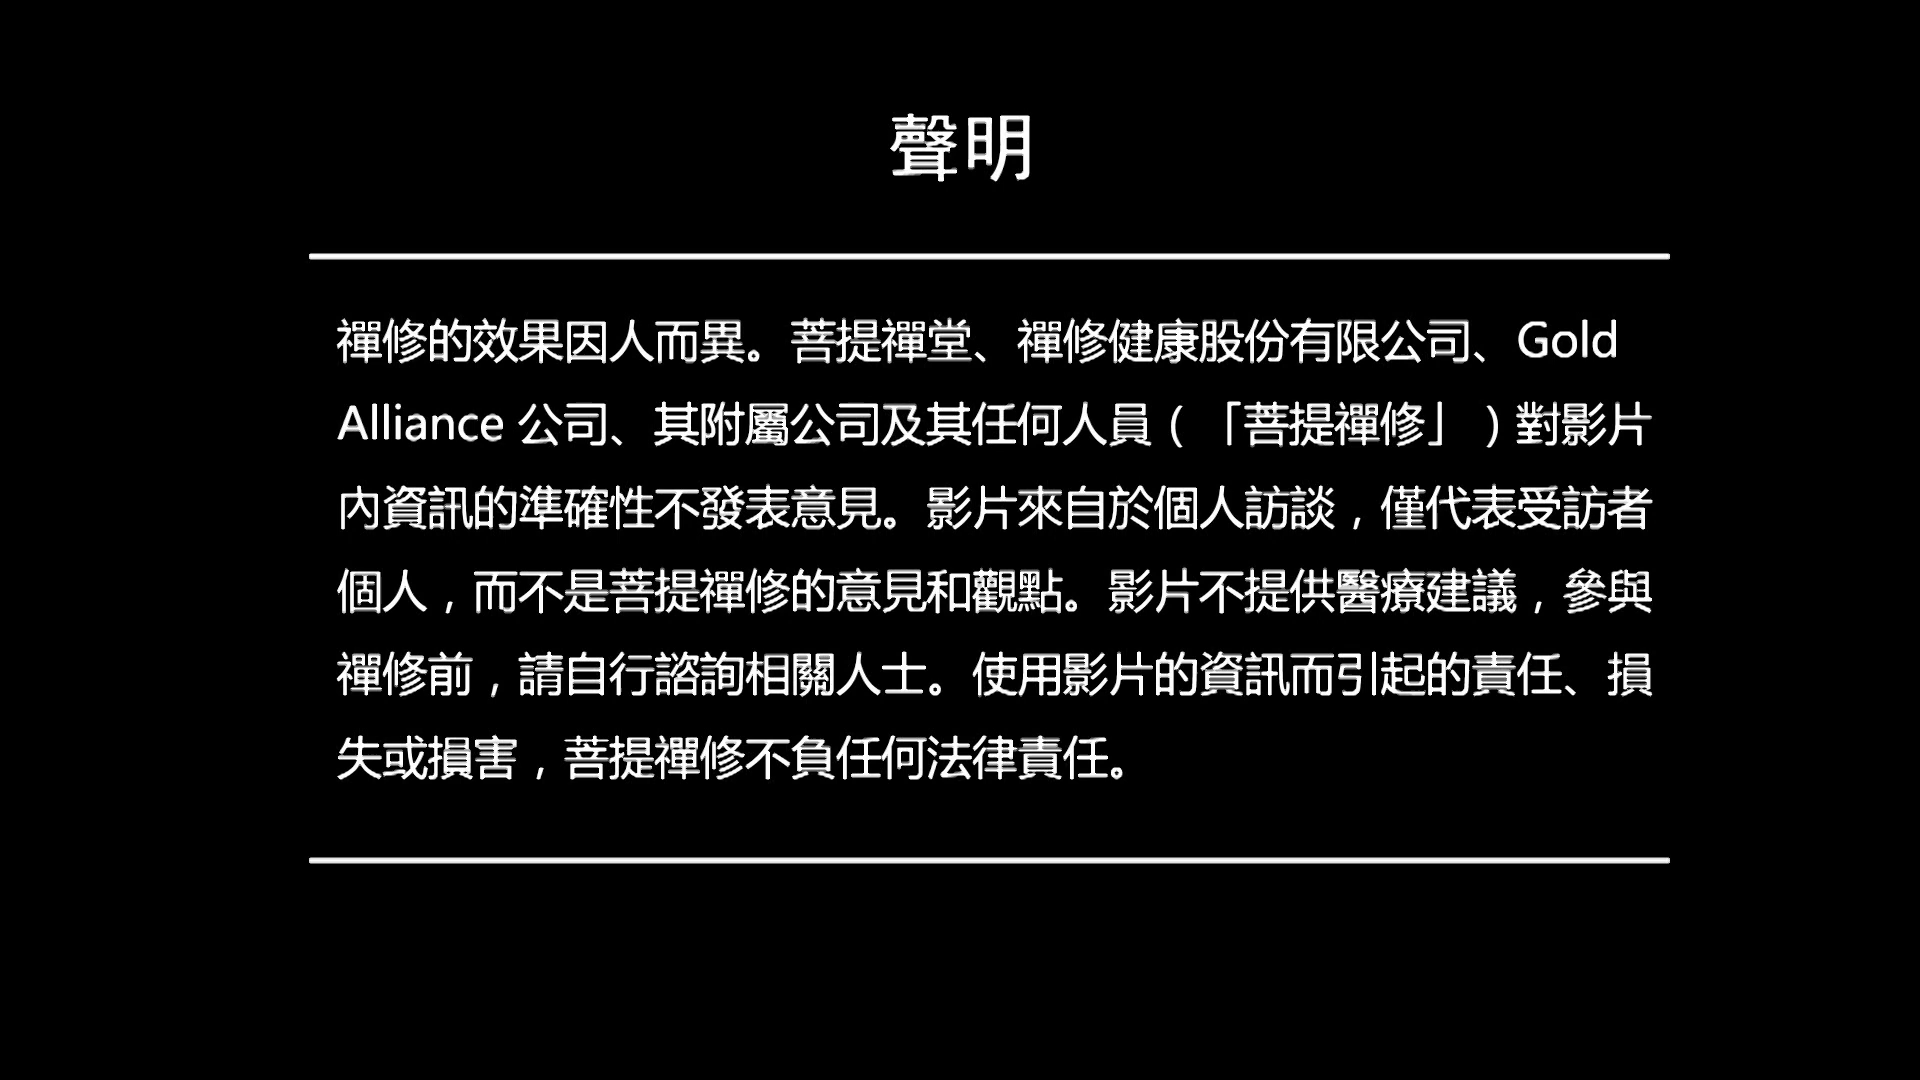 聲明
禪修的效果因人而異。菩提禪堂、禪修健康股份有限公司、Gold
Alliance 公司、其附屬公司及其任何人員（「菩提禪修」）對影片
內資訊的準確性不發表意見。影片來自於個人訪談，僅代表受訪者
個人，而不是菩提禪修的意見和觀點。影片不提供醫療建議，參與
禪修前，請自行諮詢相關人士。使用影片的資訊而引起的責任、損
失或損害，菩提禪修不負任何法律責任。